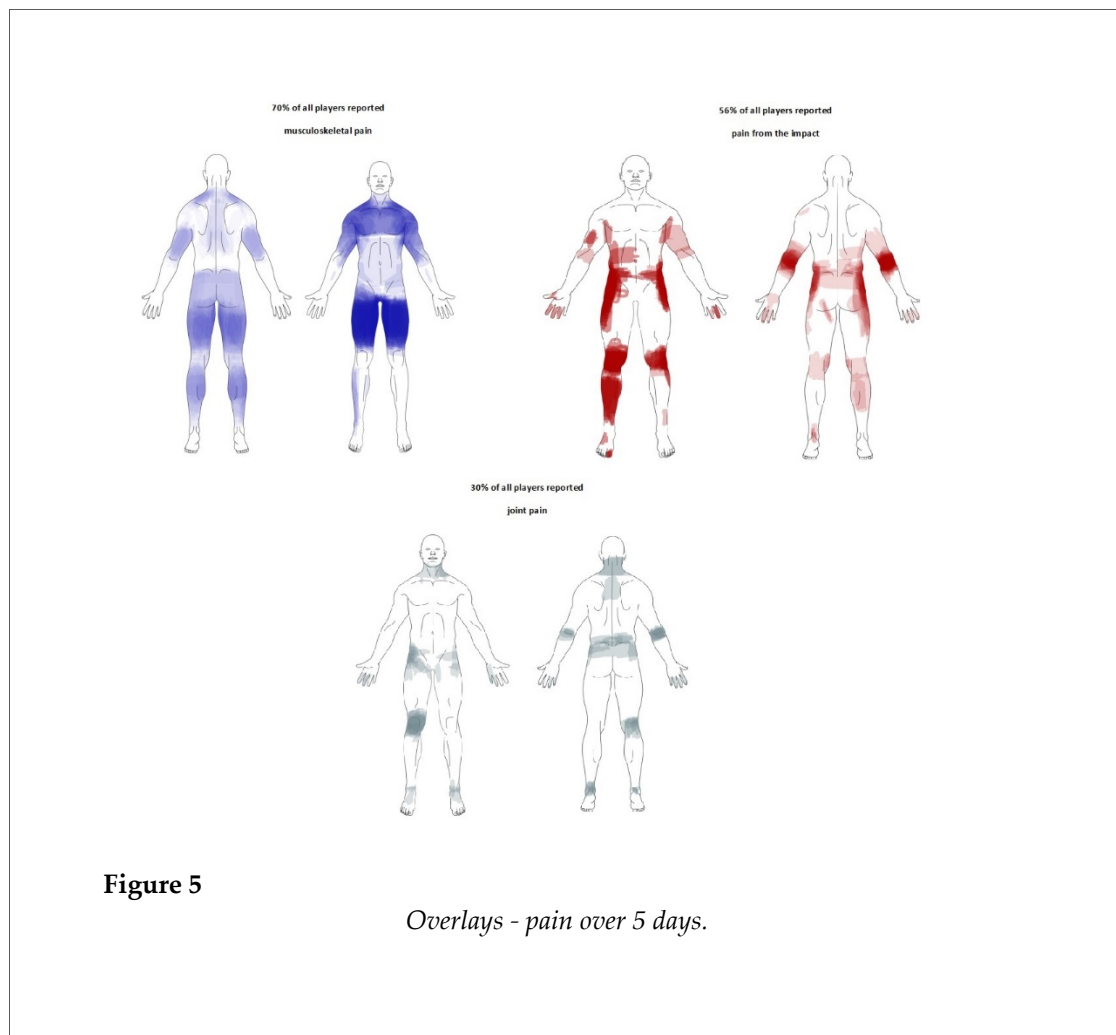 70% of all players reported
musculoskeletal pain
56% of all players reported
pain from the impact
30% of all players reported
joint pain
Figure 5
Overlays - pain over 5 days.